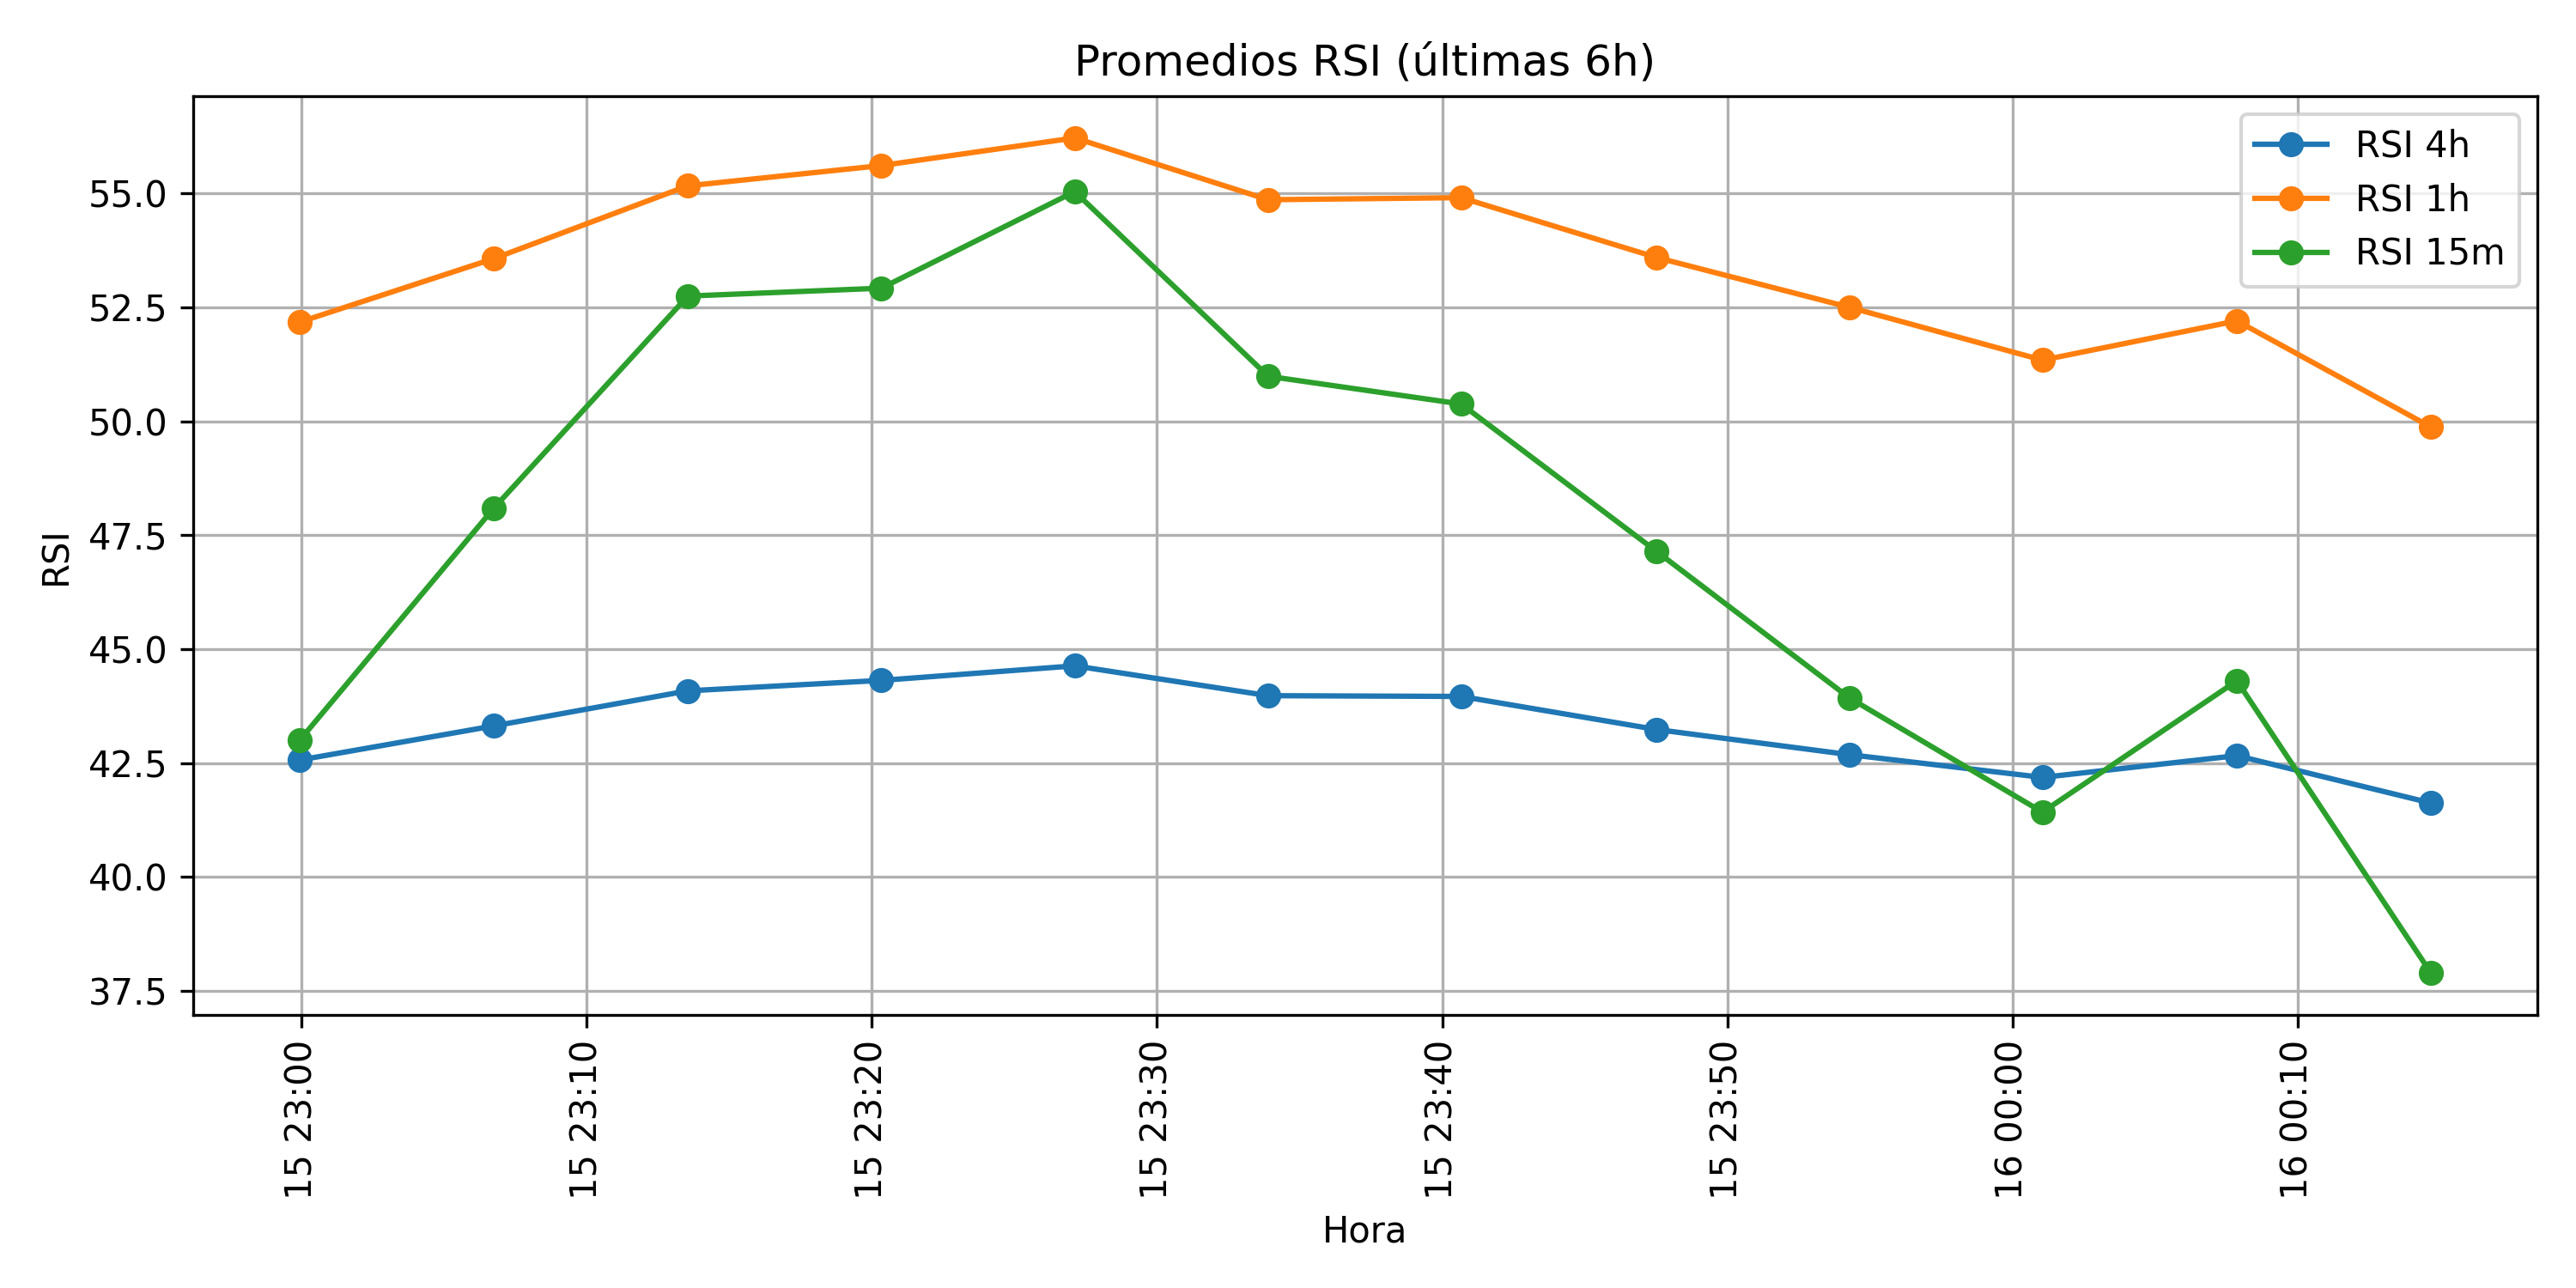 Promedios RSI (últimas 6h)
RSI 4h
RSI 1h
RSI 15m
55.0
52.5
50.0
47.5
45.0
42.5
40.0
37.5
RSI
15 23:00
15 23:10
15 23:20
15 23:30
15 23:40
15 23:50
16 00:00
16 00:10
Hora